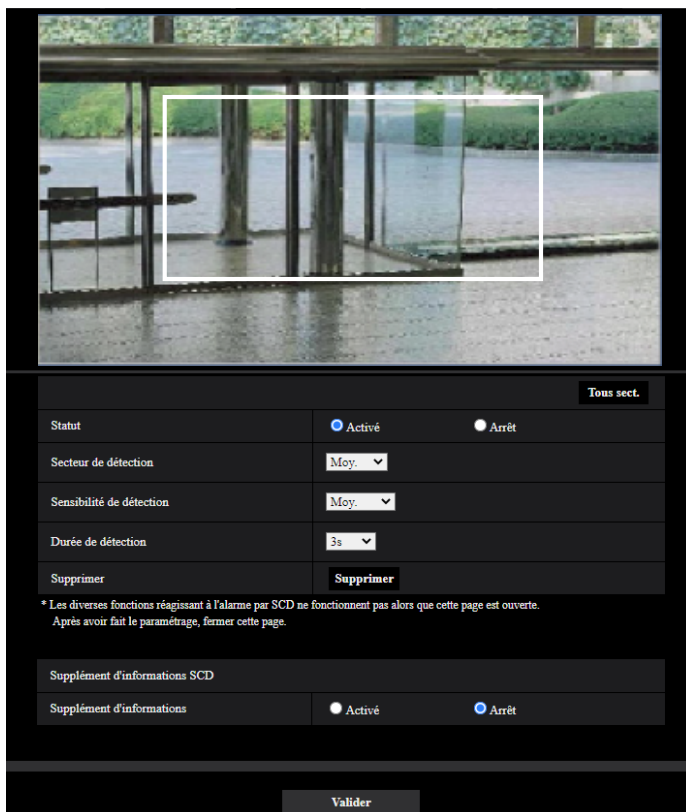 Tous sect.
Statut Activé Arrêt
Secteur de détection Moy.
Sensibilité de détection Moy.
Durée de détection 3s
Supprimer Supprimer
* Les diverses fonctions réagissant à l'alarme par SCD ne fonctionnent pas alors que cette page est ouverte.
Après avoir fait le paramétrage, fermer cette page.
Supplément d'informations SCD
Supplément d'informations Activé Arrêt
Valider